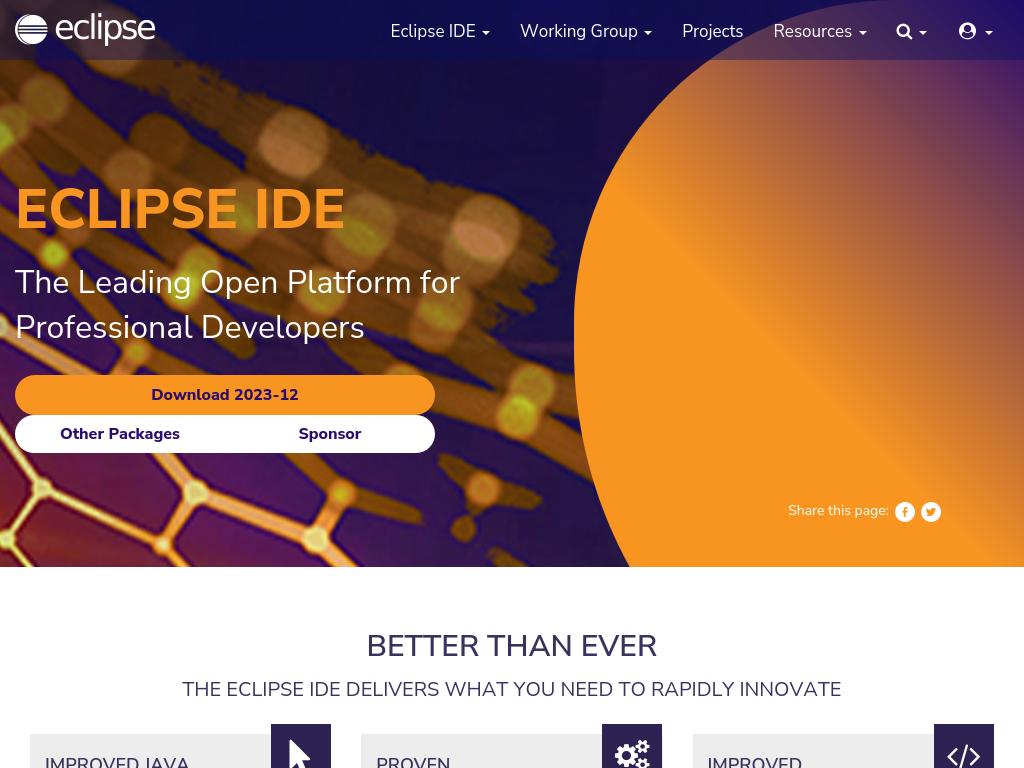 eclipse
Eclipse IDE
Working Group
Projects
Resources
ECLIPSE IDE
The Leading Open Platform for
Professional Developers
Download 2023-12
Other Packages
Sponsor
Share this page:
BETTER THAN EVER
THE ECLIPSE IDE DELIVERS WHAT YOU NEED TO RAPIDLY INNOVATE
IMPROVED JAVA
PROVEN
IMPROVED